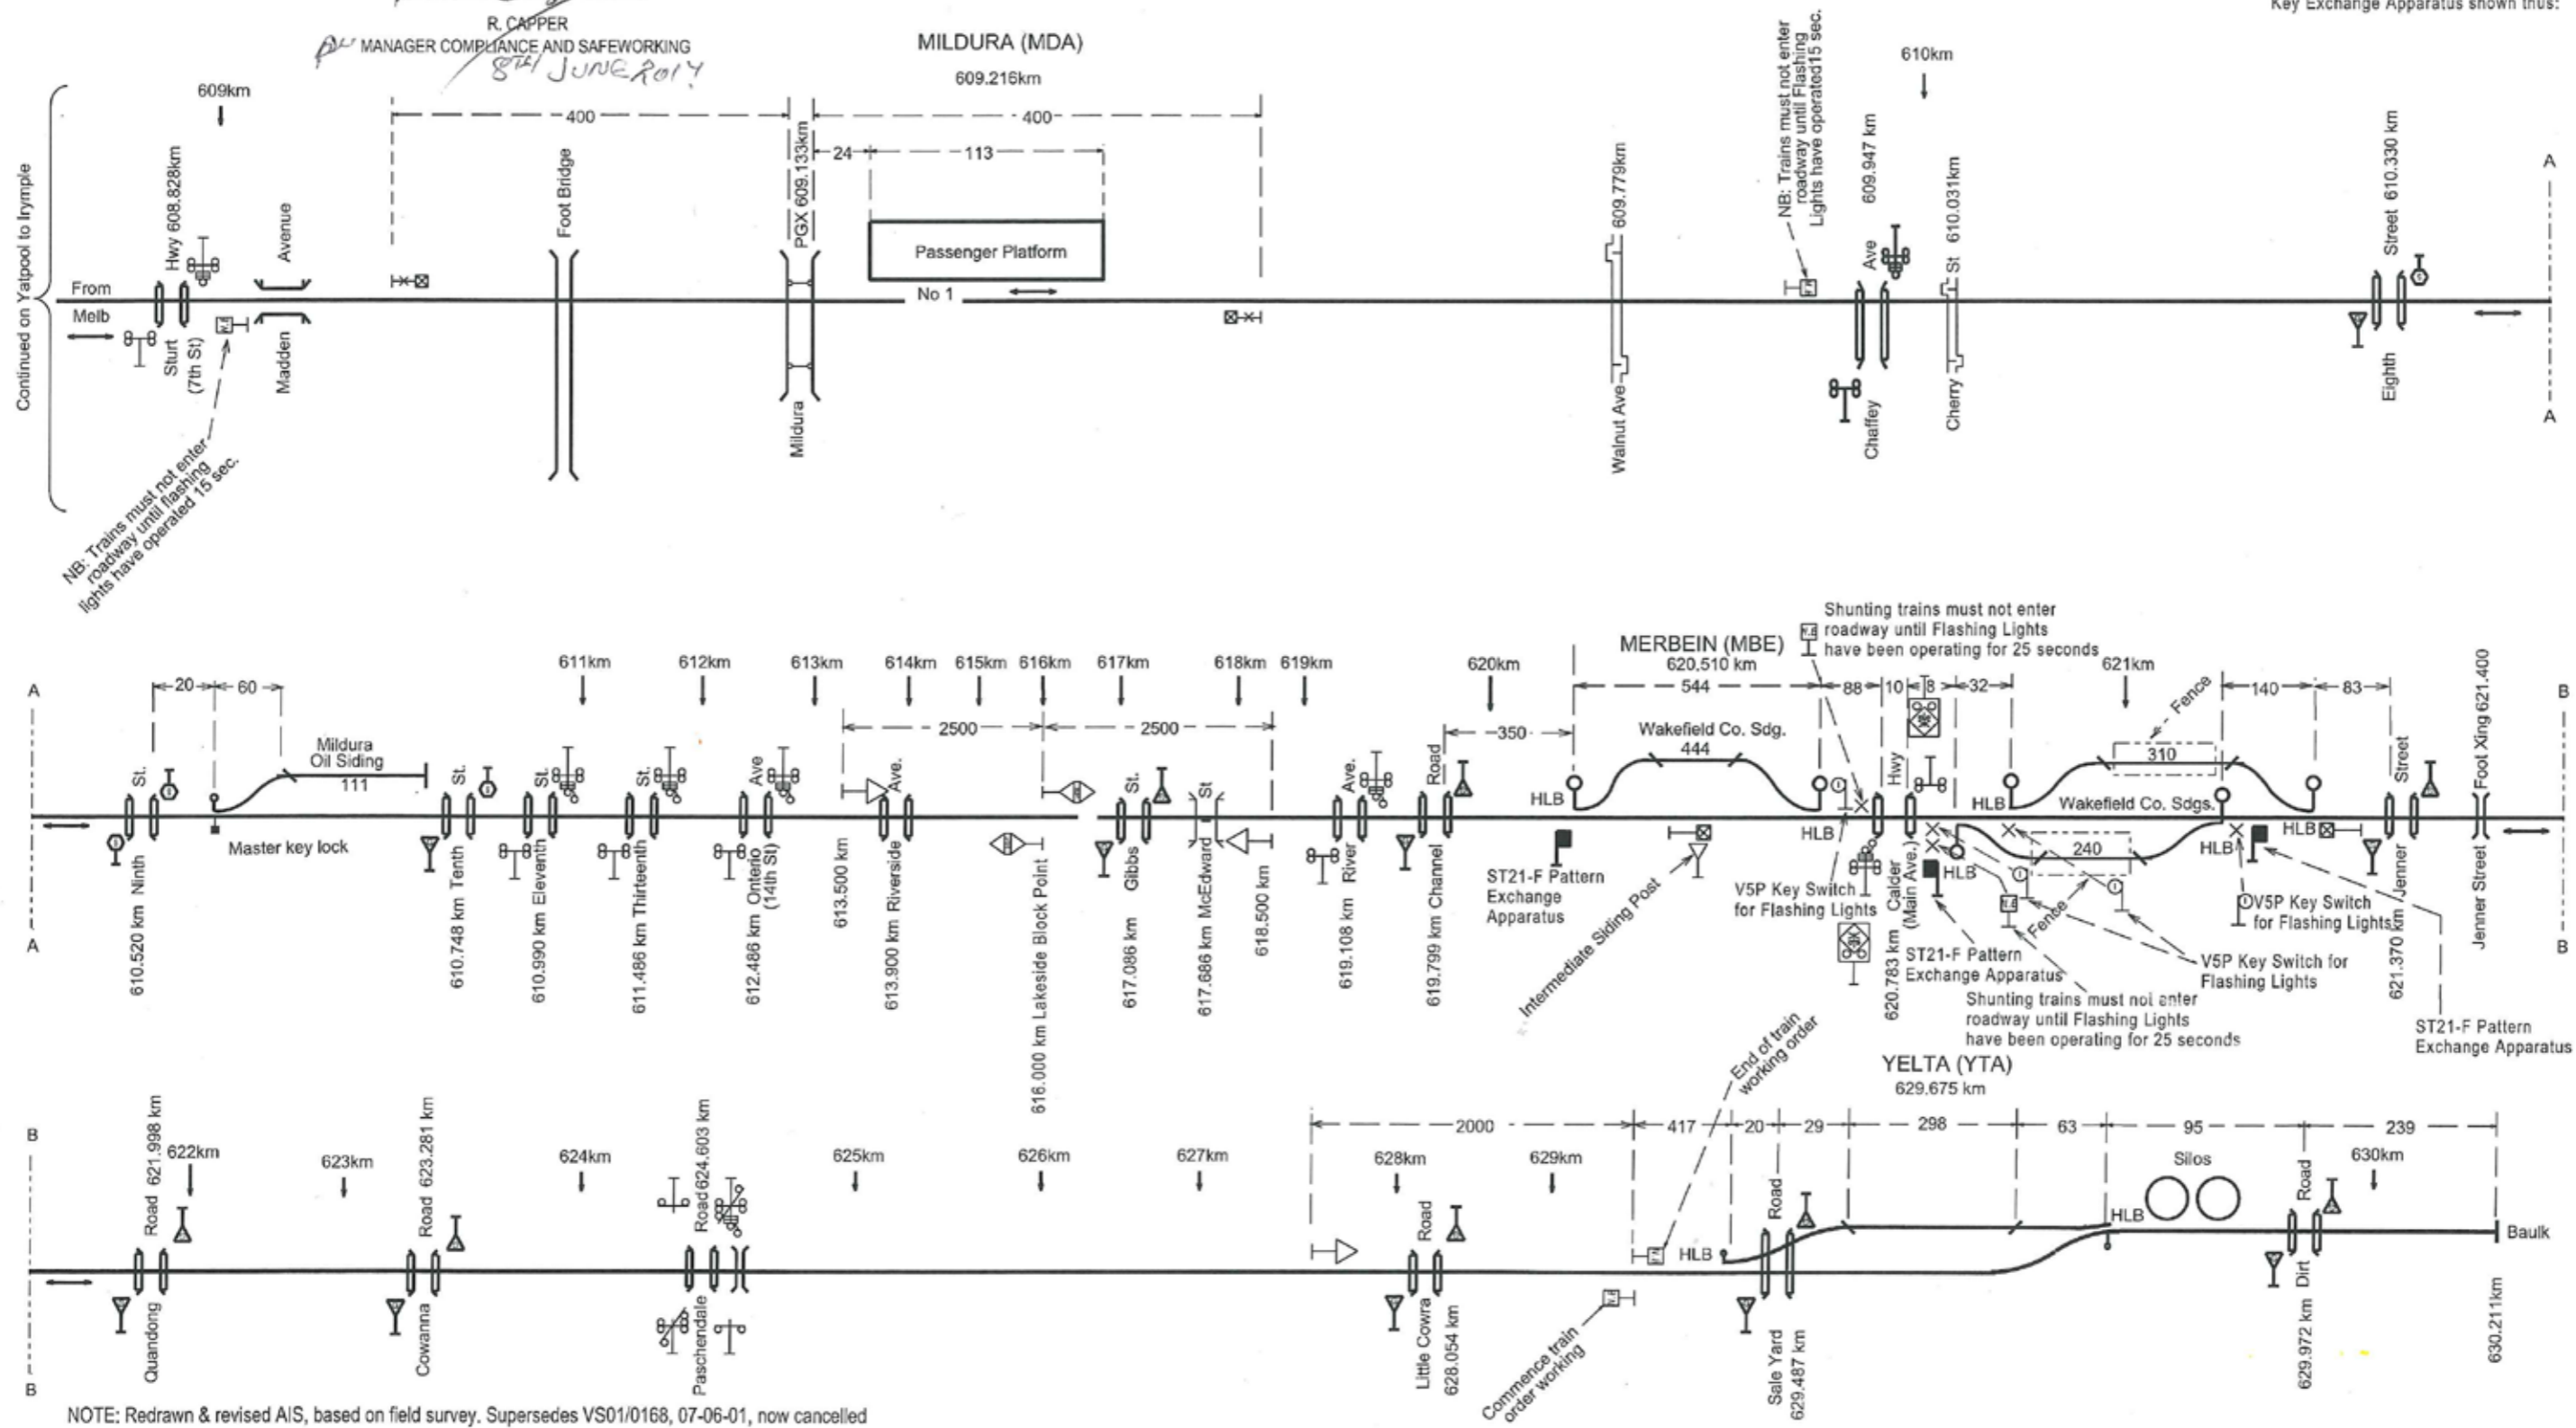 Key Exchange Apparatus shown thus:
R. CAPPER
MANAGER COMPLIANCE AND SAFEWORKING
8TH JUNE 2014
MILDURA (MDA)
609.216km
Continued on Yatpool to Irymple
609km
400
400
24
113
610km
From
Melb
Sturt
Hwy 608.828km
(7th St)
Madden
Avenue
Foot Bridge
Mildura
PGX 609.133km
Passenger Platform
No 1
Walnut Ave
609.779km
NB: Trains must not enter
roadway until Flashing
Lights have operated 15 sec.
Chaffey
Ave
609.947 km
Cherry
St
610.031km
Eighth
Street
610.330 km
A
A
NB: Trains must not enter
roadway until flashing
lights have operated 15 sec.
A
A
20
60
Mildura
Oil Siding
111
Master key lock
610.520 km Ninth
St.
610.748 km Tenth
St.
610.990 km Eleventh
St.
611.486 km Thirteenth
St.
612.486 km Onterio
(14th St)
Ave
611km
612km
613km
614km
615km
616km
617km
618km
619km
620km
621km
2500
2500
613.500 km
613.900 km Riverside
Ave.
616.000 km Lakeside Block Point
617.086 km Gibbs
St.
617.686 km McEdward
St
618.500 km
619.108 km River
Ave.
619.799 km Channel
Road
350
MERBEIN (MBE)
620.510 km
544
88
10
8
32
140
83
Shunting trains must not enter
roadway until Flashing Lights
have been operating for 25 seconds
Wakefield Co. Sdg.
444
HLB
HLB
HLB
HLB
HLB
HLB
Fence
310
Wakefield Co. Sdgs.
240
Fence
ST21-F Pattern
Exchange
Apparatus
Intermediate Siding Post
V5P Key Switch
for Flashing Lights
620.783 km Calder
(Main Ave.)
Hwy
ST21-F Pattern
Exchange Apparatus
Shunting trains must not enter
roadway until Flashing Lights
have been operating for 25 seconds
V5P Key Switch for
Flashing Lights
V5P Key Switch
for Flashing Lights
621.370 km Jenner
Street
Jenner Street
Foot Xing 621.400
ST21-F Pattern
Exchange Apparatus
B
B
B
B
Quandong
Road 621.998 km
622km
623km
Cowanna
Road 623.281 km
624km
Paschendale
Road 624.603 km
625km
626km
627km
628km
629km
630km
2000
417
20
29
298
63
95
239
YELTA (YTA)
629.675 km
End of train
working order
Commence train
order working
Little Cowra
Road
628.054 km
HLB
Sale Yard
Road
629.487 km
HLB
Silos
629.972 km Dirt
Road
Baulk
630.211km
NOTE: Redrawn & revised AIS, based on field survey. Supersedes VS01/0168, 07-06-01, now cancelled